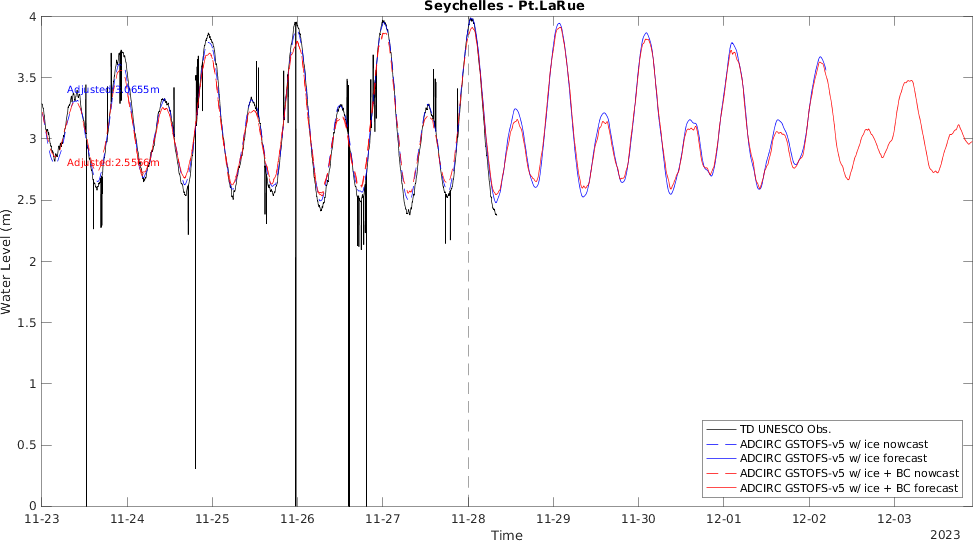 Seychelles - Pt.LaRue
4
3.5
3
2.5
2
1.5
1
0.5
0
Water Level (m)
Adjusted:3.0655m
Adjusted:2.5566m
TD UNESCO Obs.
ADCIRC GSTOFS-v5 w/ ice nowcast
ADCIRC GSTOFS-v5 w/ ice forecast
ADCIRC GSTOFS-v5 w/ ice + BC nowcast
ADCIRC GSTOFS-v5 w/ ice + BC forecast
11-23 11-24 11-25 11-26 11-27 11-28 11-29 11-30 12-01 12-02 12-03
Time
2023